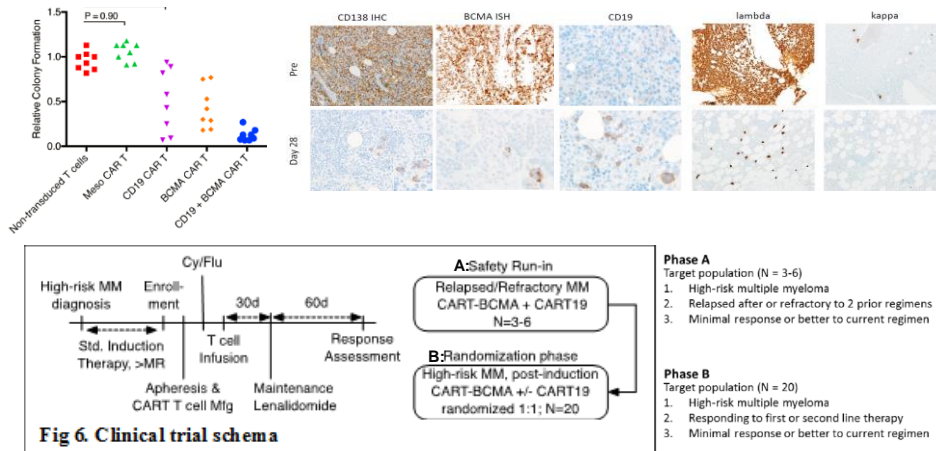 P = 0.90
Relative Colony Formation
1.5
1.0
0.5
0.0
Non-transduced T cells
Meso CAR T
CD19 CAR T
BCMA CAR T
CD19 + BCMA CAR T
CD138 IHC
BCMA ISH
CD19
lambda
kappa
Pre
Day 28
Cy/Flu
High-risk MM
diagnosis
Enroll-
ment
30d
60d
Std. Induction
Therapy, >MR
T cell
Infusion
Response
Assessment
Apheresis &
CART T cell Mfg
Maintenance
Lenalidomide
Fig 6. Clinical trial schema
A:Safety Run-in
Relapsed/Refractory MM
CART-BCMA + CART19
N=3-6
B:Randomization phase
High-risk MM, post-induction
CART-BCMA +/- CART19
randomized 1:1; N=20
Phase A
Target population (N = 3-6)
1. High-risk multiple myeloma
2. Relapsed after or refractory to 2 prior regimens
3. Minimal response or better to current regimen
Phase B
Target population (N = 20)
1. High-risk multiple myeloma
2. Responding to first or second line therapy
3. Minimal response or better to current regimen